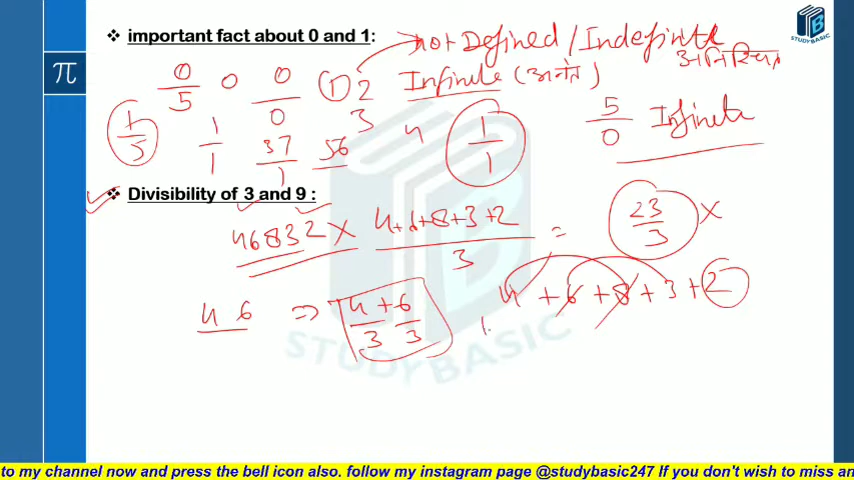 ❖ important fact about 0 and 1:
not Defined / Indefinite
Infinite (अनंत)
0/5 0 0/0 1 2 3 4
1/5 1/1 37/1 56 1/1
5/0 Infinite
❖ Divisibility of 3 and 9 :
46832 × 4+6+8+3+2/3 = 23/3 ×
46 ⇒ 4+6/3 3 4+6+8+3+2
π
STUDYBASIC
STUDYBASIC
to my channel now and press the bell icon also. follow my instagram page @studybasic247 If you don't wish to miss an